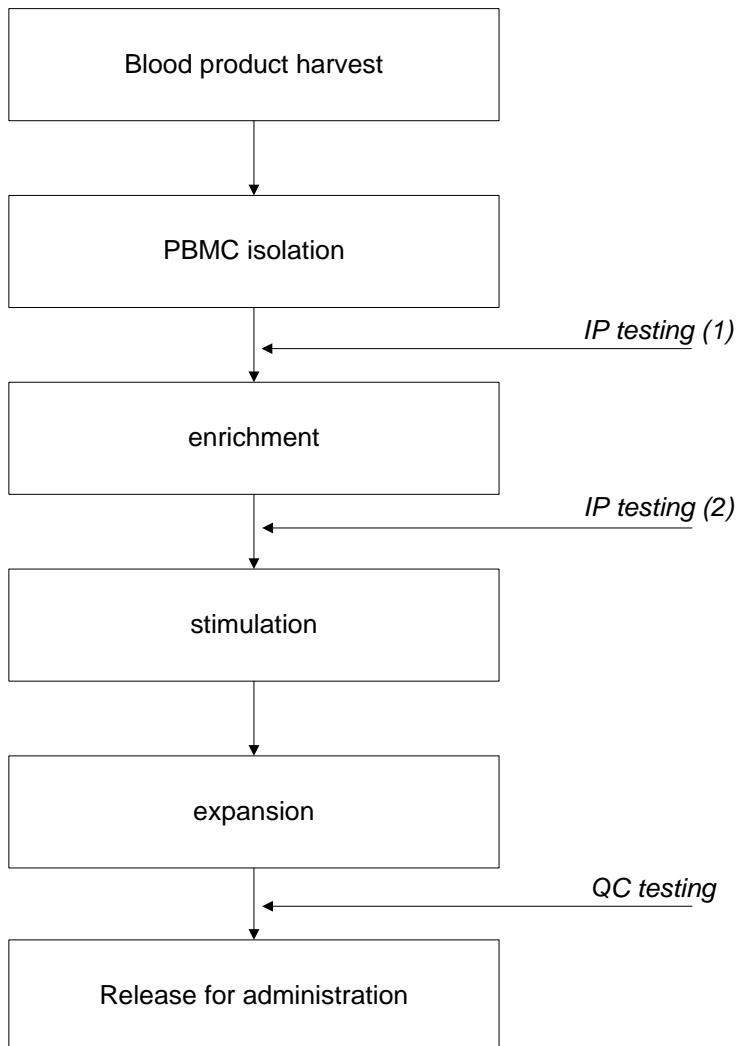 Blood product harvest
PBMC isolation
IP testing (1)
enrichment
IP testing (2)
stimulation
expansion
QC testing
Release for administration